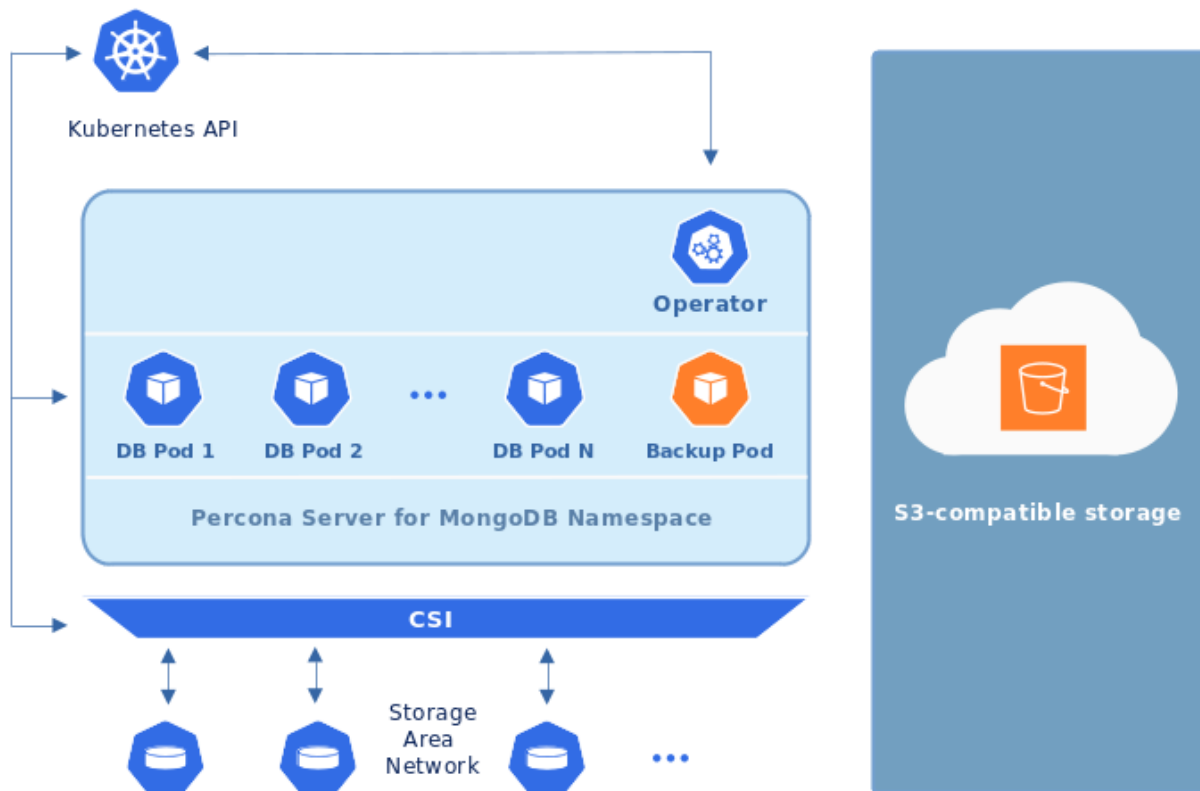 Kubernetes API
Operator
DB Pod 1
DB Pod 2
DB Pod N
Backup Pod
Percona Server for MongoDB Namespace
S3-compatible storage
CSI
Storage
Area
Network